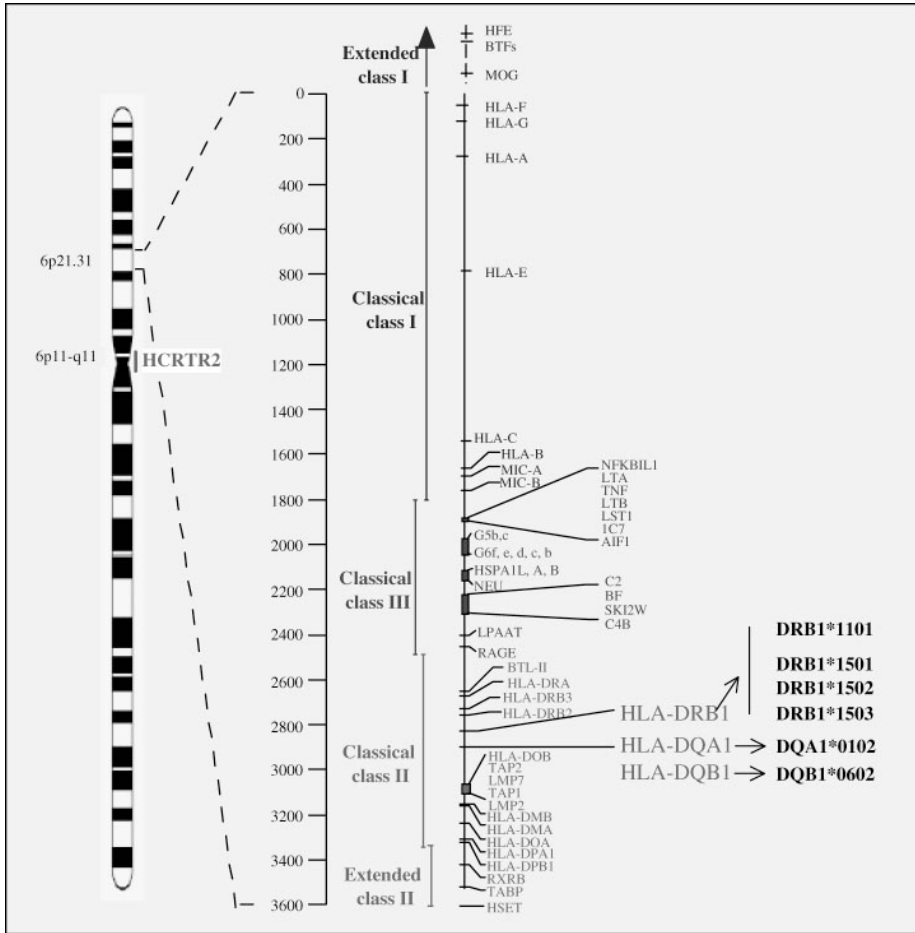 HFE
BTFs
MOG
Extended
class I
0
200
400
600
800
1000
1200
1400
1600
1800
2000
2200
2400
2600
2800
3000
3200
3400
3600
6p21.31
6p11-q11
HCRTR2
Classical
class I
Classical
class III
Classical
class II
Extended
class II
HLA-F
HLA-G
HLA-A
HLA-E
HLA-C
HLA-B
MIC-A
MIC-B
NFKBIL1
LTA
TNF
LTB
LST1
1C7
AIF1
G5b,c
G6f, e, d, c, b
HSPA1L, A, B
NEU
C2
BF
SKI2W
C4B
LPAAT
RAGE
BTL-II
HLA-DRA
HLA-DRB3
HLA-DRB2
HLA-DRB1
HLA-DQA1
HLA-DQB1
DRB1*1101
DRB1*1501
DRB1*1502
DRB1*1503
DQA1*0102
DQB1*0602
HLA-DOB
TAP2
LMP7
TAP1
LMP2
HLA-DMB
HLA-DMA
HLA-DOA
HLA-DPA1
HLA-DPB1
RXRB
TABP
HSET